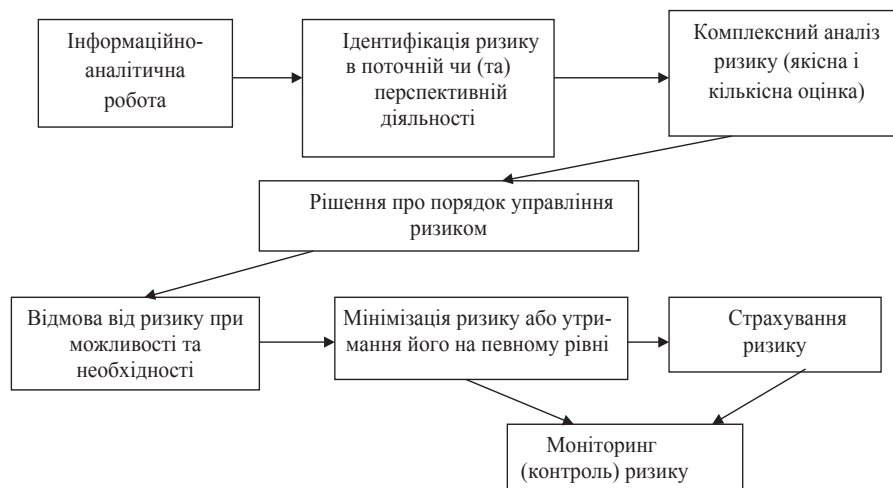 Інформаційно-
аналітична
робота
Ідентифікація ризику
в поточній чи (та)
перспективній
діяльності
Комплексний аналіз
ризику (якісна і
кількісна оцінка)
Рішення про порядок управління
ризиком
Відмова від ризику при
можливості та
необхідності
Мінімізація ризику або утри-
мання його на певному рівні
Страхування
ризику
Моніторинг
(контроль) ризику